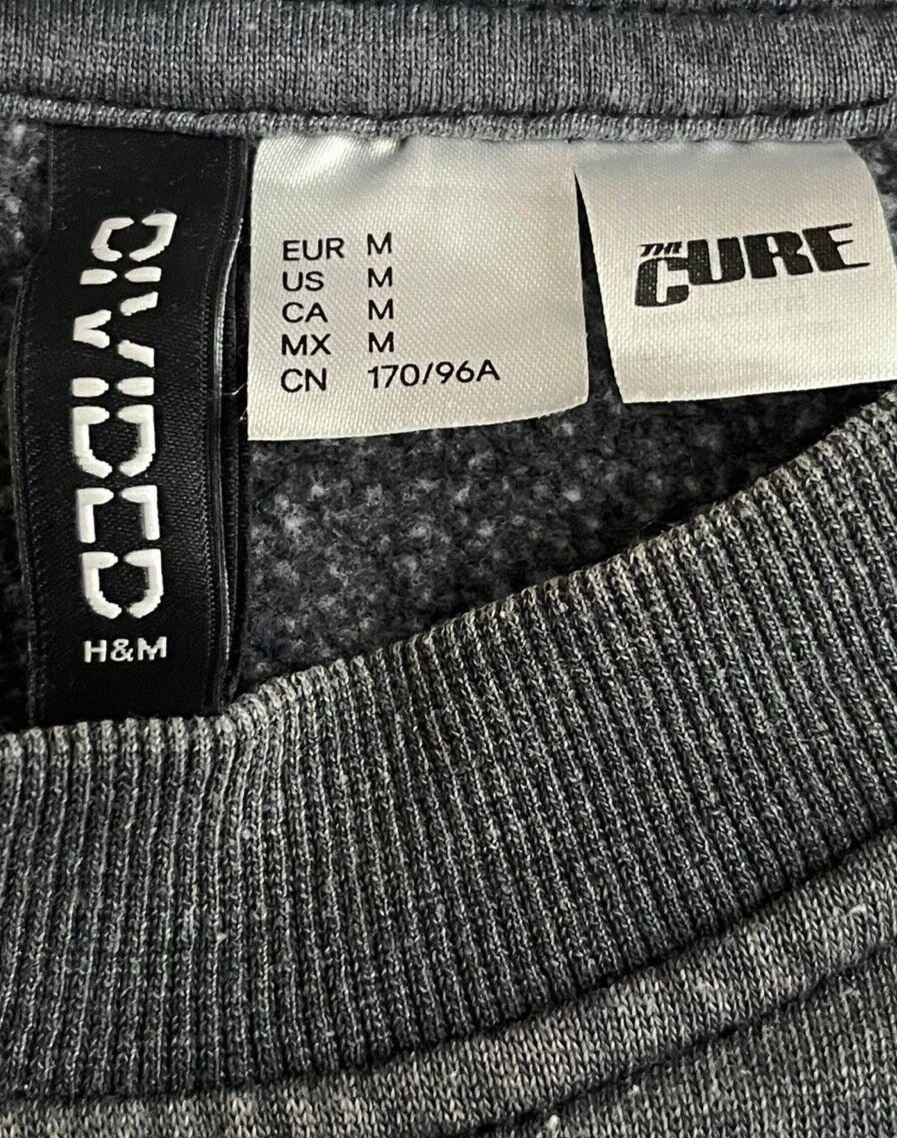 DIVIDED
H&M
EUR M
US M
CA M
MX M
CN 170/96A
THE
CURE